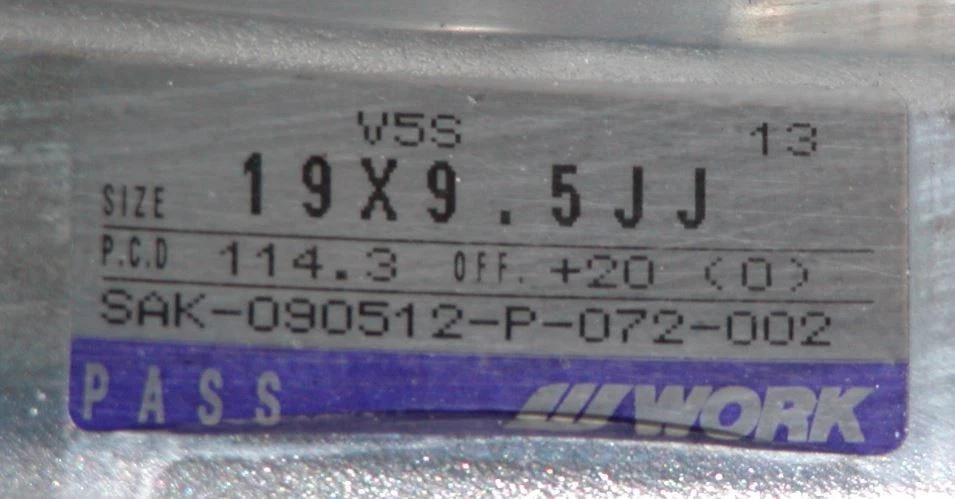 V5S 13
SIZE 19X9.5JJ
P.C.D 114.3 OFF. +20 (0)
SAK-090512-P-072-002
PASS WORK